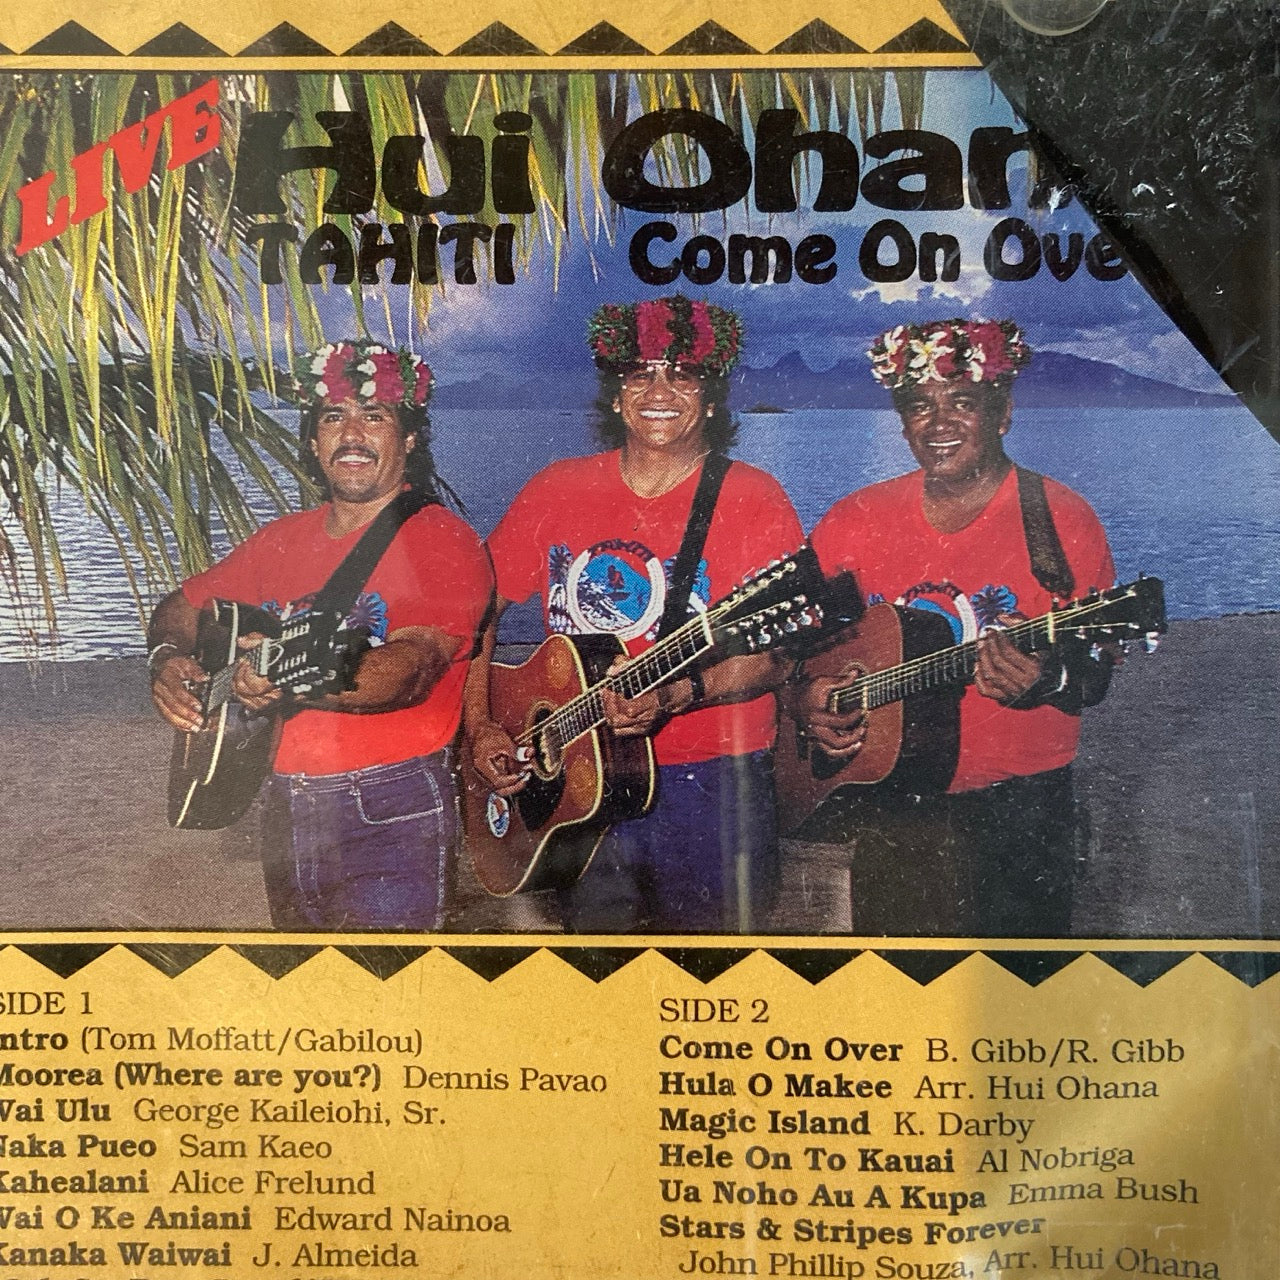 LIVE
Hui Ohan
TAHITI Come On Ove
TAHITI
SIDE 1
ntro (Tom Moffatt/Gabilou)
Moorea (Where are you?) Dennis Pavao
Wai Ulu George Kaileiohi, Sr.
Naka Pueo Sam Kaeo
Kahealani Alice Frelund
Wai O Ke Aniani Edward Nainoa
Kanaka Waiwai J. Almeida
SIDE 2
Come On Over B. Gibb/R. Gibb
Hula O Makee Arr. Hui Ohana
Magic Island K. Darby
Hele On To Kauai Al Nobriga
Ua Noho Au A Kupa Emma Bush
Stars & Stripes Forever
John Phillip Souza, Arr. Hui Ohana